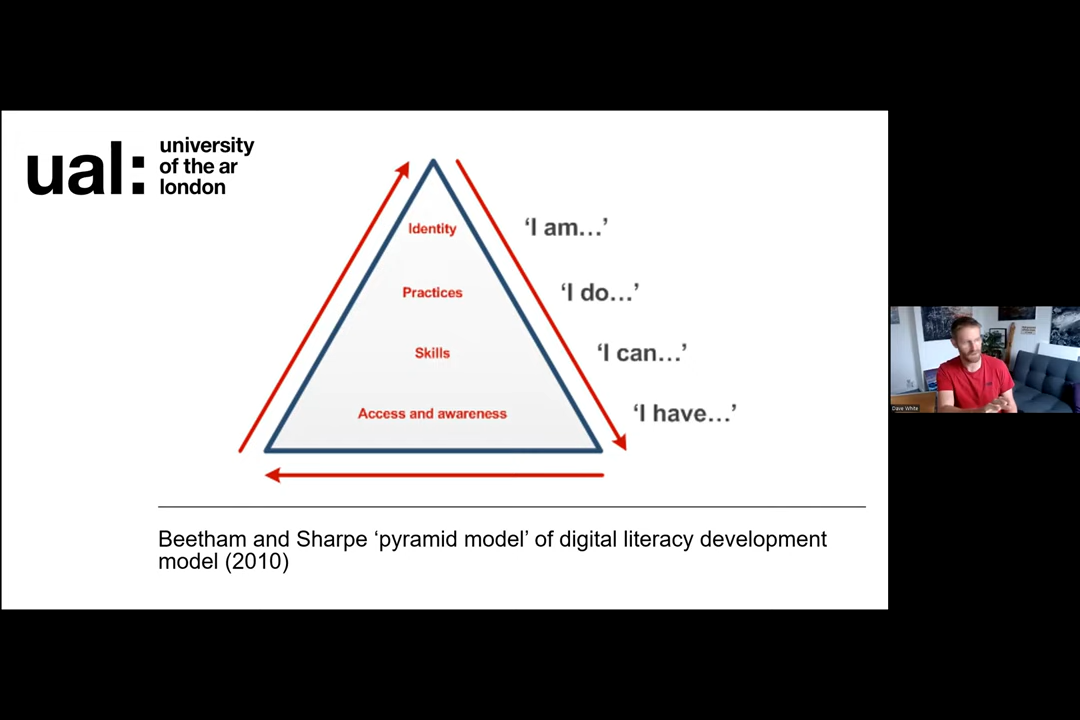 ual:
university
of the ar
london
Identity
'I am…'
Practices
'I do…'
Skills
'I can…'
Access and awareness
'I have…'
Beetham and Sharpe 'pyramid model' of digital literacy development
model (2010)
Dave White